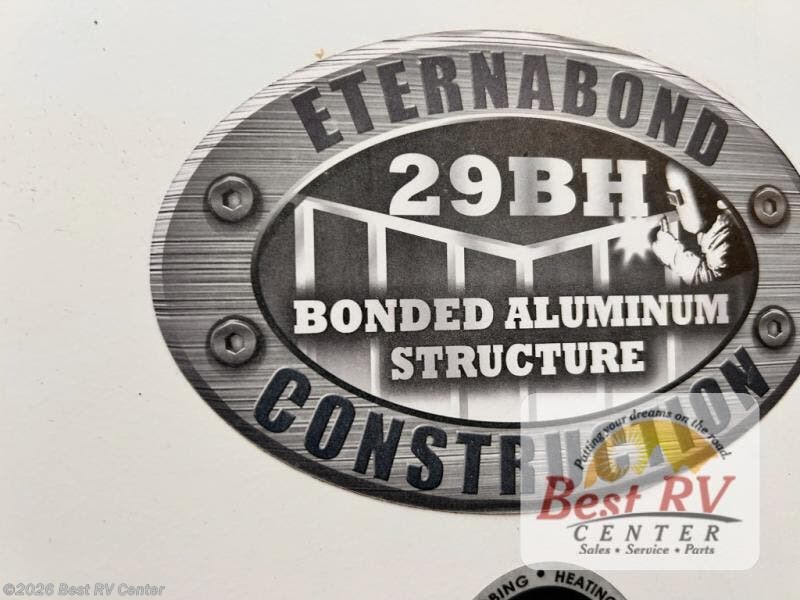 ETERNABOND
29BH
BONDED ALUMINUM
STRUCTURE
CONSTRUCTION
Putting your dreams on the road.
Best RV
CENTER
Sales • Service • Parts
• HEATING
©2026 Best RV Center